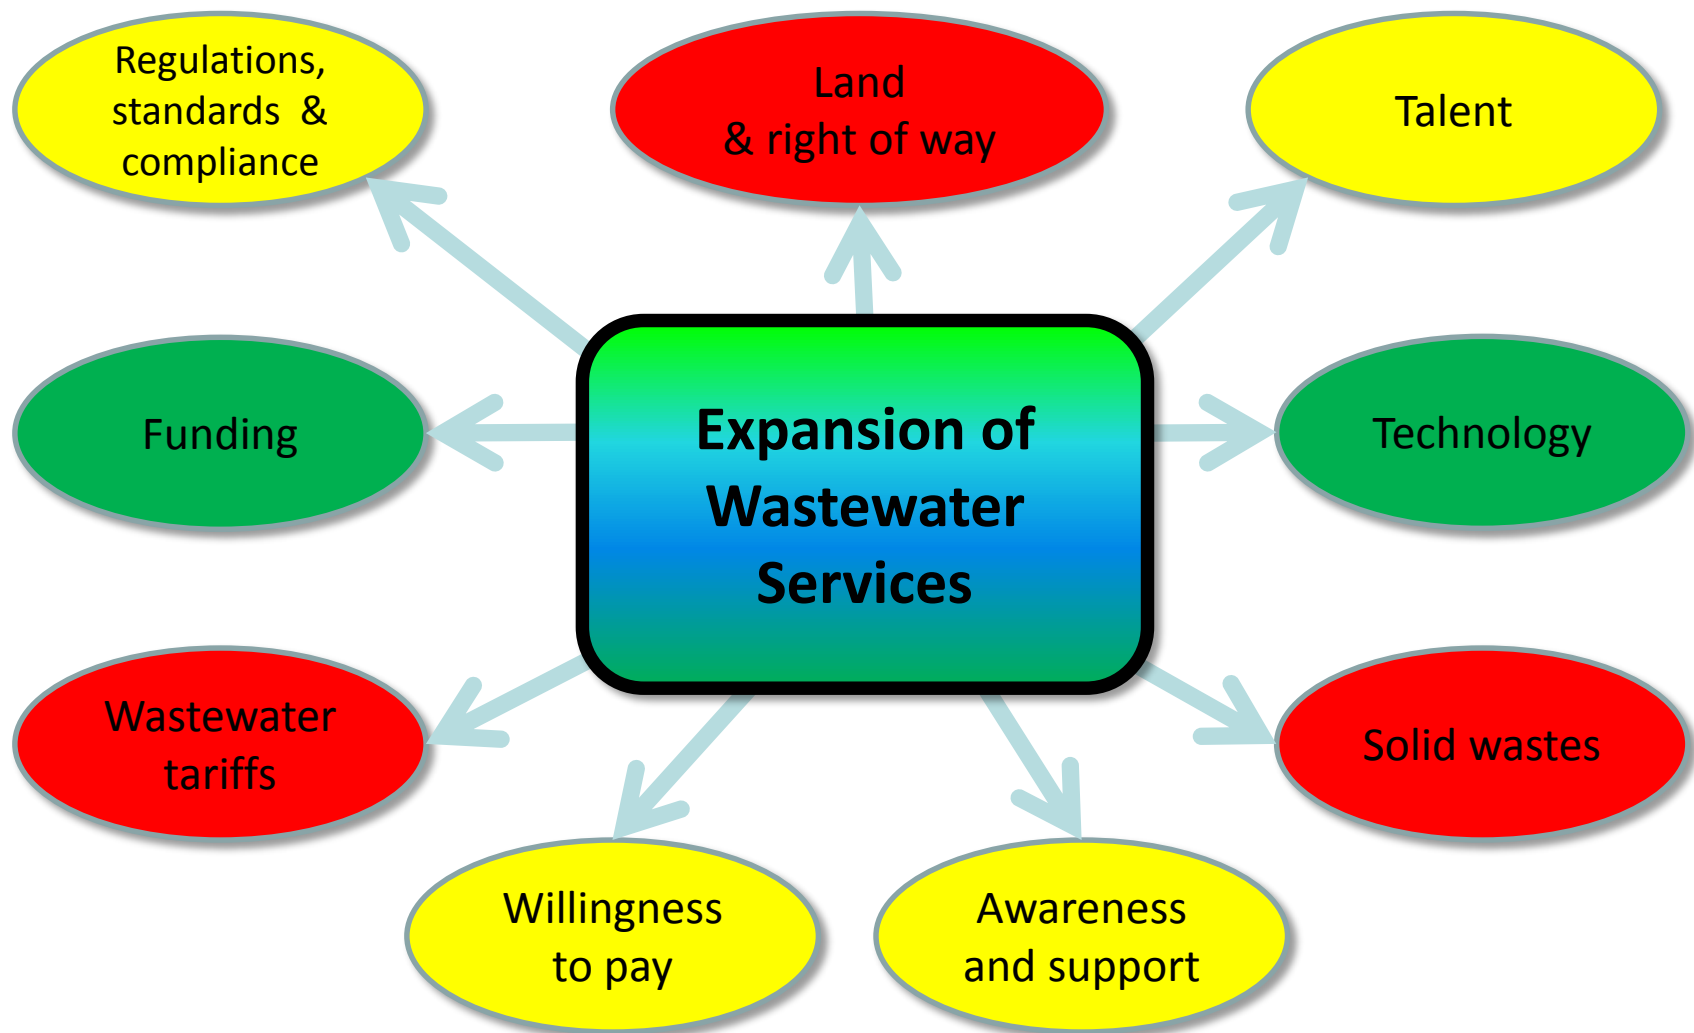 Regulations,
standards & 
compliance
Land
& right of way
Talent
Funding
Expansion of
Wastewater
Services
Technology
Wastewater
tariffs
Solid wastes
Willingness
to pay
Awareness
and support